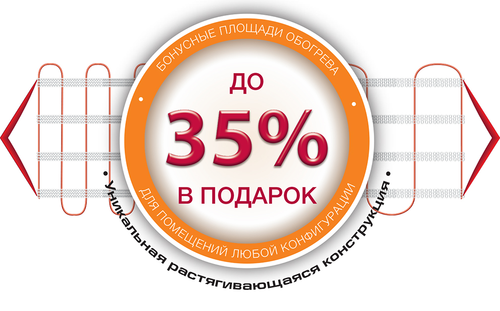 БОНУСНЫЕ ПЛОЩАДИ ОБОГРЕВА
ДО
35%
В ПОДАРОК
ДЛЯ ПОМЕЩЕНИЙ ЛЮБОЙ КОНФИГУРАЦИИ
• Уникальная растягивающаяся конструкция •